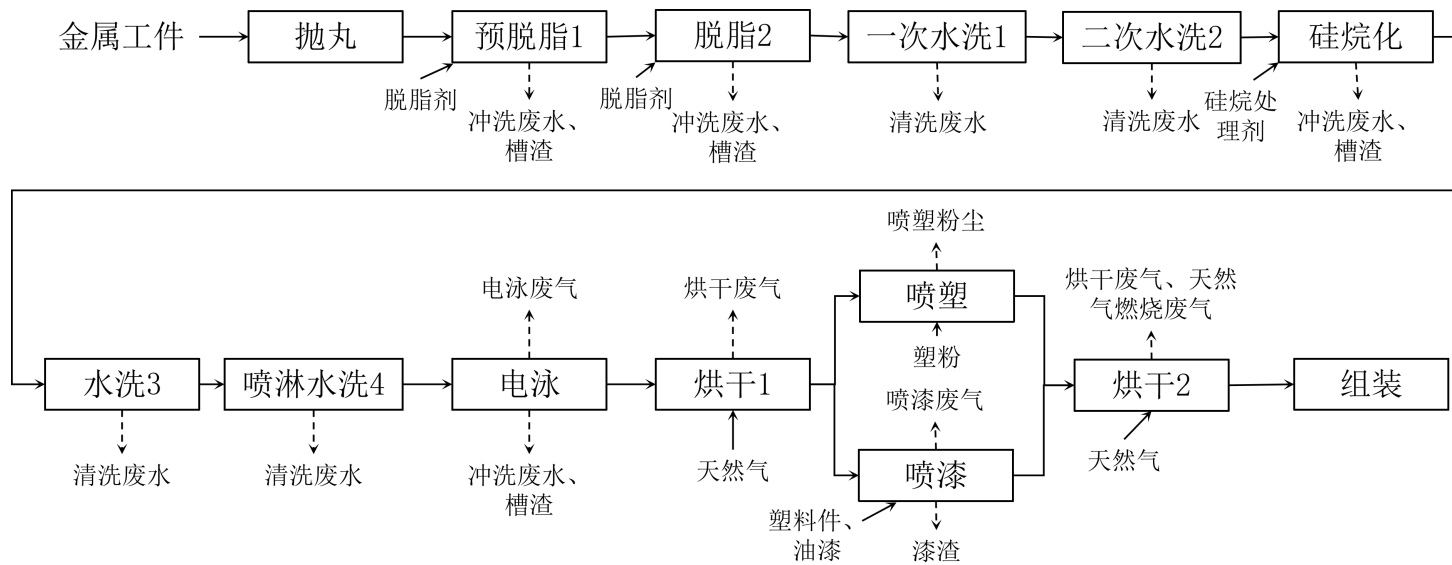 金属工件
抛丸
预脱脂1
脱脂2
一次水洗1
二次水洗2
硅烷化
脱脂剂
冲洗废水、
槽渣
脱脂剂
冲洗废水、
槽渣
清洗废水
清洗废水
硅烷处
理剂
冲洗废水、
槽渣
喷塑粉尘
电泳废气
烘干废气
喷塑
烘干废气、天然
气燃烧废气
塑粉
水洗3
喷淋水洗4
电泳
烘干1
喷漆废气
烘干2
组装
清洗废水
清洗废水
冲洗废水、
槽渣
天然气
喷漆
天然气
塑料件、
油漆
漆渣